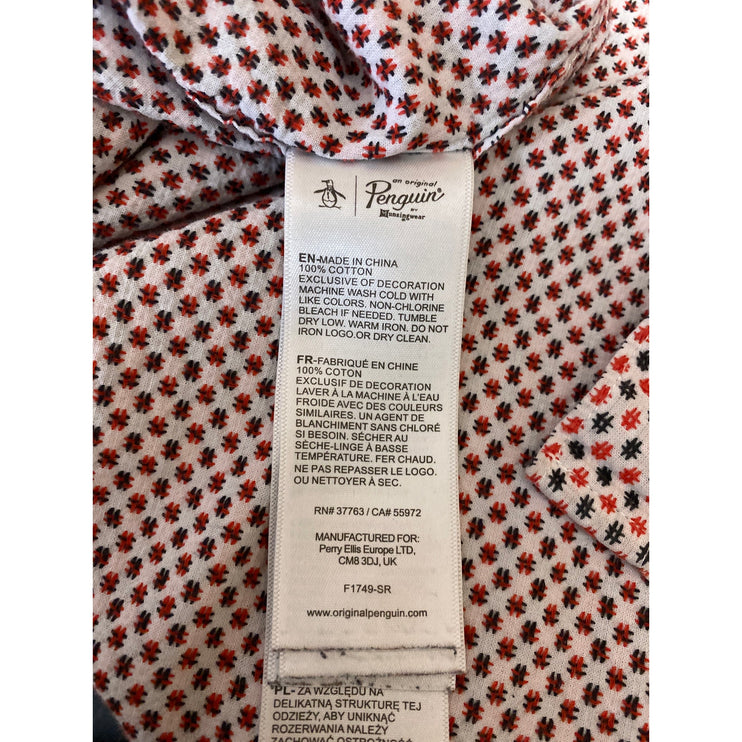 an original
Penguin®
BY
Munsingwear
EN-MADE IN CHINA
100% COTTON
EXCLUSIVE OF DECORATION
MACHINE WASH COLD WITH
LIKE COLORS. NON-CHLORINE
BLEACH IF NEEDED. TUMBLE
DRY LOW. WARM IRON. DO NOT
IRON LOGO.OR DRY CLEAN.
FR-FABRIQUÉ EN CHINE
100% COTTON
EXCLUSIF DE DECORATION
LAVER À LA MACHINE À L'EAU
FROIDE AVEC DES COULEURS
SIMILAIRES. UN AGENT DE
BLANCHIMENT SANS CHLORÉ
SI BESOIN. SÉCHER AU
SÈCHE-LINGE À BASSE
TEMPÉRATURE. FER CHAUD.
NE PAS REPASSER LE LOGO.
OU NETTOYER À SEC.
RN# 37763 / CA# 55972
MANUFACTURED FOR:
Perry Ellis Europe LTD,
CM8 3DJ, UK
F1749-SR
www.originalpenguin.com
PL- ZA WZGLĘDU NA
DELIKATNĄ STRUKTURĘ TEJ
ODZIEŻY, ABY UNIKNĄĆ
ROZERWANIA NALEŻY
ZACHOWAĆ OSTROŻNOŚĆ